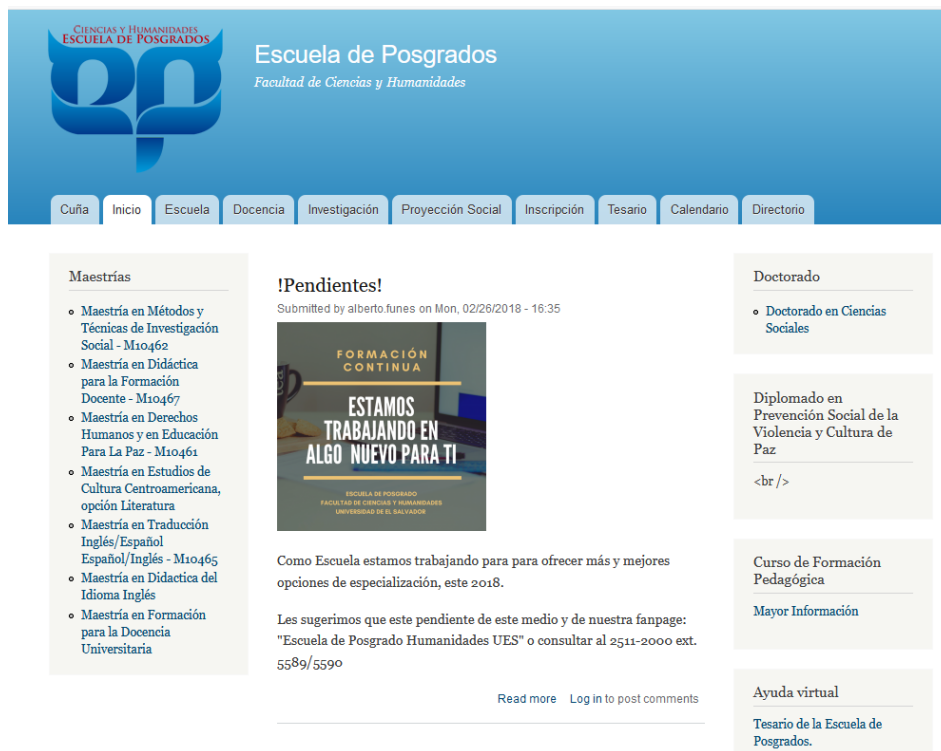 CIENCIAS Y HUMANIDADES
ESCUELA DE POSGRADOS
Escuela de Posgrados
Facultad de Ciencias y Humanidades
Cuña Inicio Escuela Docencia Investigación Proyección Social Inscripción Tesario Calendario Directorio
Maestrías
Maestría en Métodos y
Técnicas de Investigación
Social - M10462
Maestría en Didáctica
para la Formación
Docente - M10467
Maestría en Derechos
Humanos y en Educación
Para La Paz - M10461
Maestría en Estudios de
Cultura Centroamericana,
opción Literatura
Maestría en Traducción
Inglés/Español
Español/Inglés - M10465
Maestría en Didactica del
Idioma Inglés
Maestría en Formación
para la Docencia
Universitaria
!Pendientes!
Submitted by alberto.funes on Mon, 02/26/2018 - 16:35
FORMACIÓN
CONTINUA
ESTAMOS
TRABAJANDO EN
ALGO NUEVO PARA TI
ESCUELA DE POSGRADO
FACULTAD DE CIENCIAS Y HUMANIDADES
UNIVERSIDAD DE EL SALVADOR
Como Escuela estamos trabajando para para ofrecer más y mejores
opciones de especialización, este 2018.
Les sugerimos que este pendiente de este medio y de nuestra fanpage:
"Escuela de Posgrado Humanidades UES" o consultar al 2511-2000 ext.
5589/5590
Read more Log in to post comments
Doctorado
Doctorado en Ciencias
Sociales
Diplomado en
Prevención Social de la
Violencia y Cultura de
Paz
<br />
Curso de Formación
Pedagógica
Mayor Información
Ayuda virtual
Tesario de la Escuela de
Posgrados.